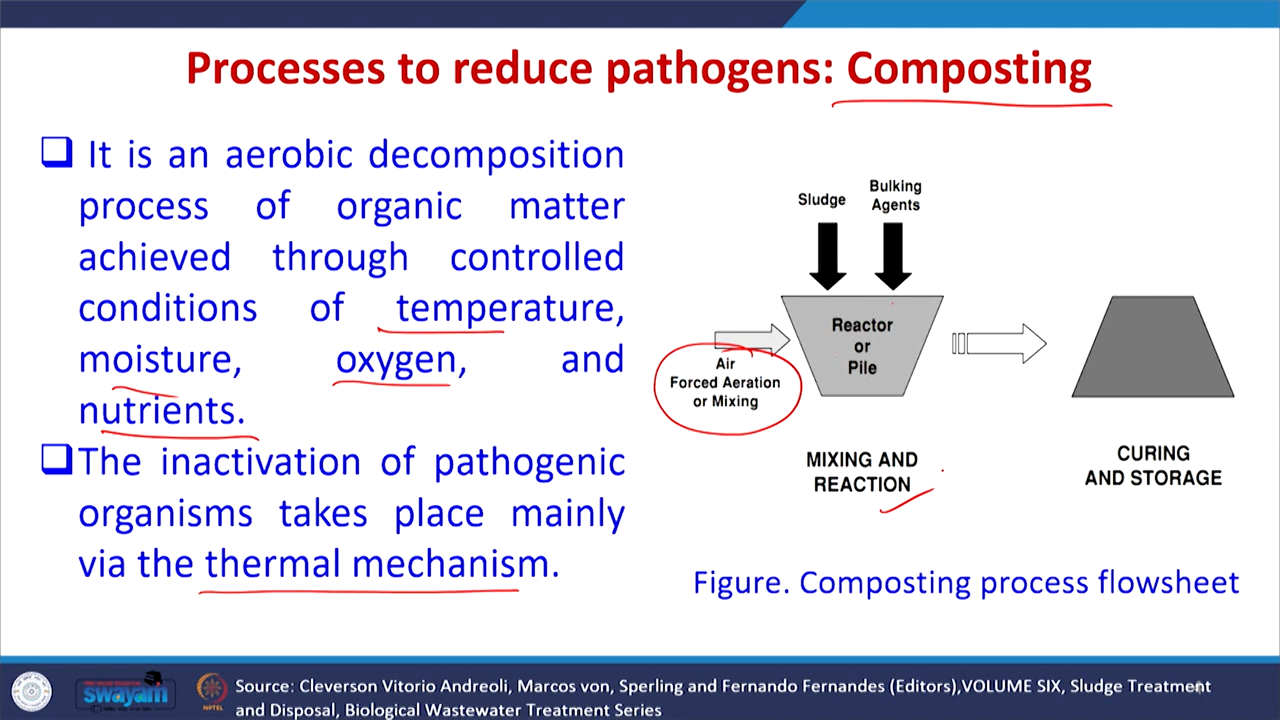 Processes to reduce pathogens: Composting
❑ It is an aerobic decomposition
process of organic matter
achieved through controlled
conditions of temperature,
moisture, oxygen, and
nutrients.
❑The inactivation of pathogenic
organisms takes place mainly
via the thermal mechanism.
Sludge
Bulking
Agents
Air
Forced Aeration
or Mixing
Reactor
or
Pile
MIXING AND
REACTION
CURING
AND STORAGE
Figure. Composting process flowsheet
swayam
NPTEL
Source: Cleverson Vitorio Andreoli, Marcos von, Sperling and Fernando Fernandes (Editors),VOLUME SIX, Sludge Treatment
and Disposal, Biological Wastewater Treatment Series